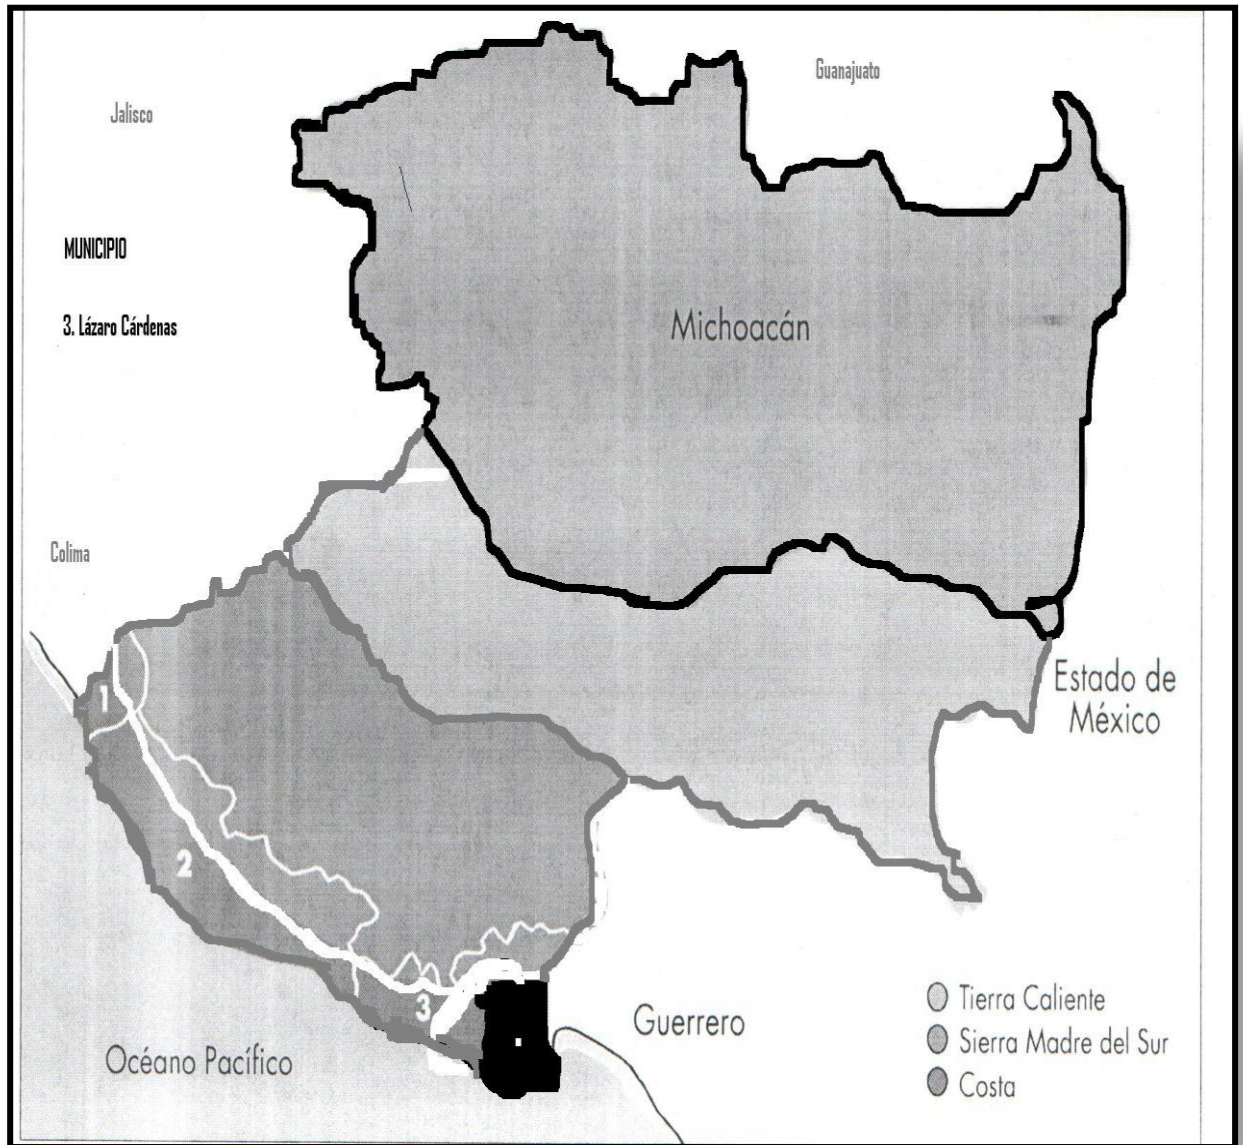 Guanajuato
Jalisco
MUNICIPIO
3. Lázaro Cárdenas
Michoacán
Colima
Estado de
México
1
2
3
Guerrero
Océano Pacífico
Tierra Caliente
Sierra Madre del Sur
Costa